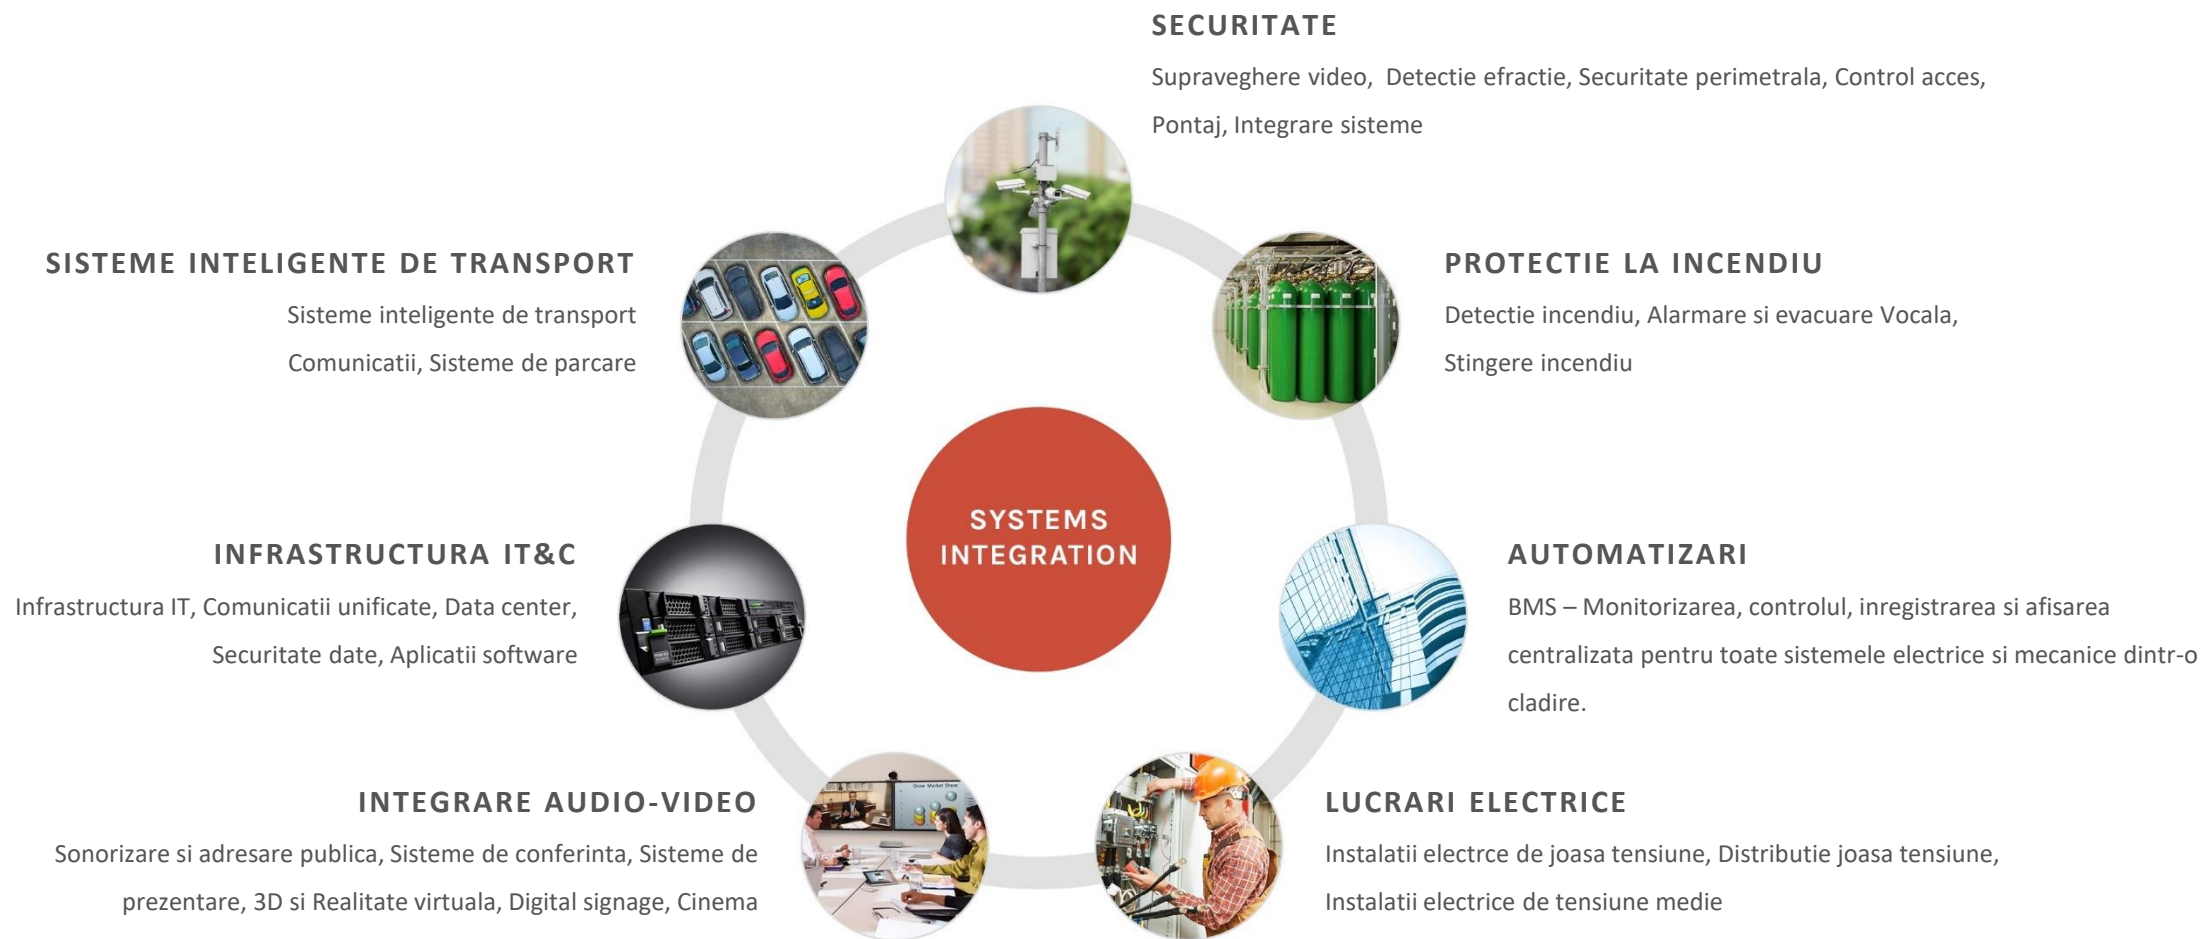 SECURITATE
Supraveghere video, Detectie efractie, Securitate perimetrala, Control acces,
Pontaj, Integrare sisteme
SISTEME INTELIGENTE DE TRANSPORT
Sisteme inteligente de transport
Comunicatii, Sisteme de parcare
PROTECTIE LA INCENDIU
Detectie incendiu, Alarmare si evacuare Vocala,
Stingere incendiu
SYSTEMS
INTEGRATION
INFRASTRUCTURA IT&C
Infrastructura IT, Comunicatii unificate, Data center,
Securitate date, Aplicatii software
AUTOMATIZARI
BMS – Monitorizarea, controlul, inregistrarea si afisarea
centralizata pentru toate sistemele electrice si mecanice dintr-o
cladire.
INTEGRARE AUDIO-VIDEO
Sonorizare si adresare publica, Sisteme de conferinta, Sisteme de
prezentare, 3D si Realitate virtuala, Digital signage, Cinema
Grow Market Share
LUCRARI ELECTRICE
Instalatii electrce de joasa tensiune, Distributie joasa tensiune,
Instalatii electrice de tensiune medie